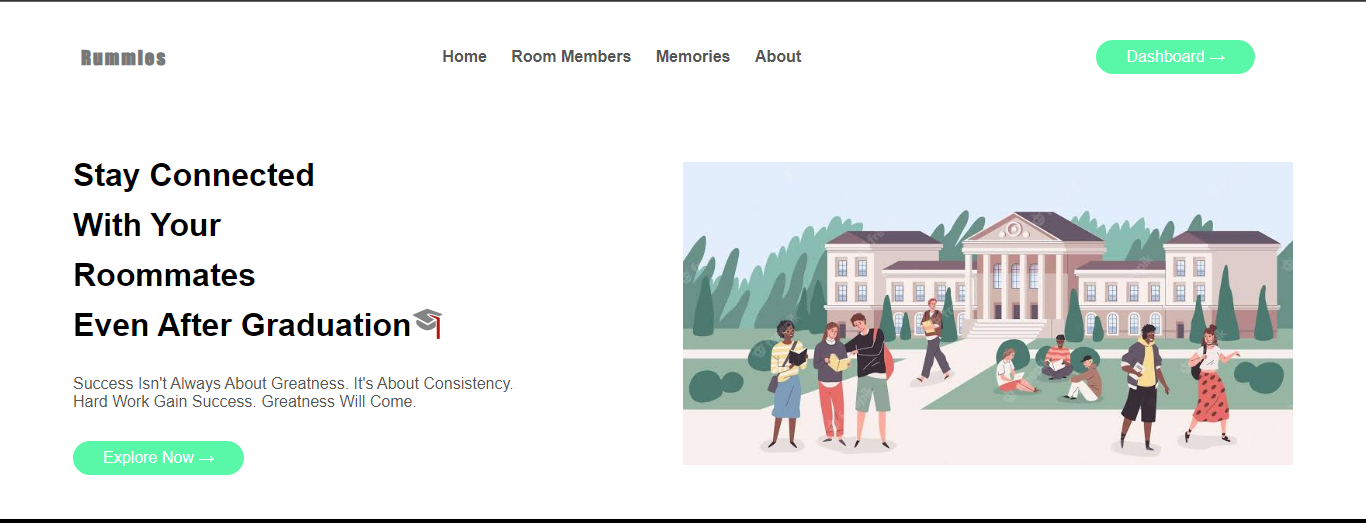 Rummies
Home
Room Members
Memories
About
Dashboard →
Stay Connected
With Your
Roommates
Even After Graduation🎓
Success Isn't Always About Greatness. It's About Consistency.
Hard Work Gain Success. Greatness Will Come.
Explore Now →